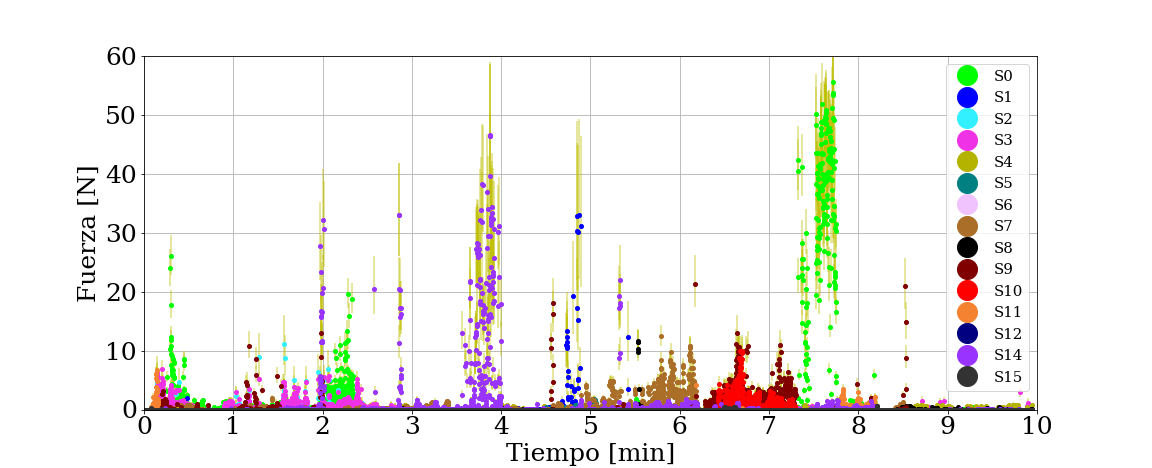 60
50
40
30
20
10
0
Fuerza [N]
0 1 2 3 4 5 6 7 8 9 10
Tiempo [min]
S0
S1
S2
S3
S4
S5
S6
S7
S8
S9
S10
S11
S12
S14
S15